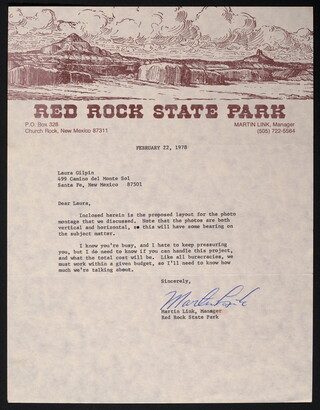 RED ROCK STATE PARK
P.O. Box 328
Church Rock, New Mexico 87311
MARTIN LINK, Manager
(505) 722-5564
FEBRUARY 22, 1978
Laura Gilpin
499 Camino del Monte Sol
Santa Fe, New Mexico 87501
Dear Laura,
Inclosed herein is the proposed layout for the photo
montage that we discussed. Note that the photos are both
vertical and horizontal, so this will have some bearing on
the subject matter.
I know you're busy, and I hate to keep pressuring
you, but I do need to know if you can handle this project,
and what the total cost will be. Like all buracracies, we
must work within a given budget, so I'll need to know how
much we're talking about.
Sincerely,
Martin Link
Martin Link, Manager
Red Rock State Park